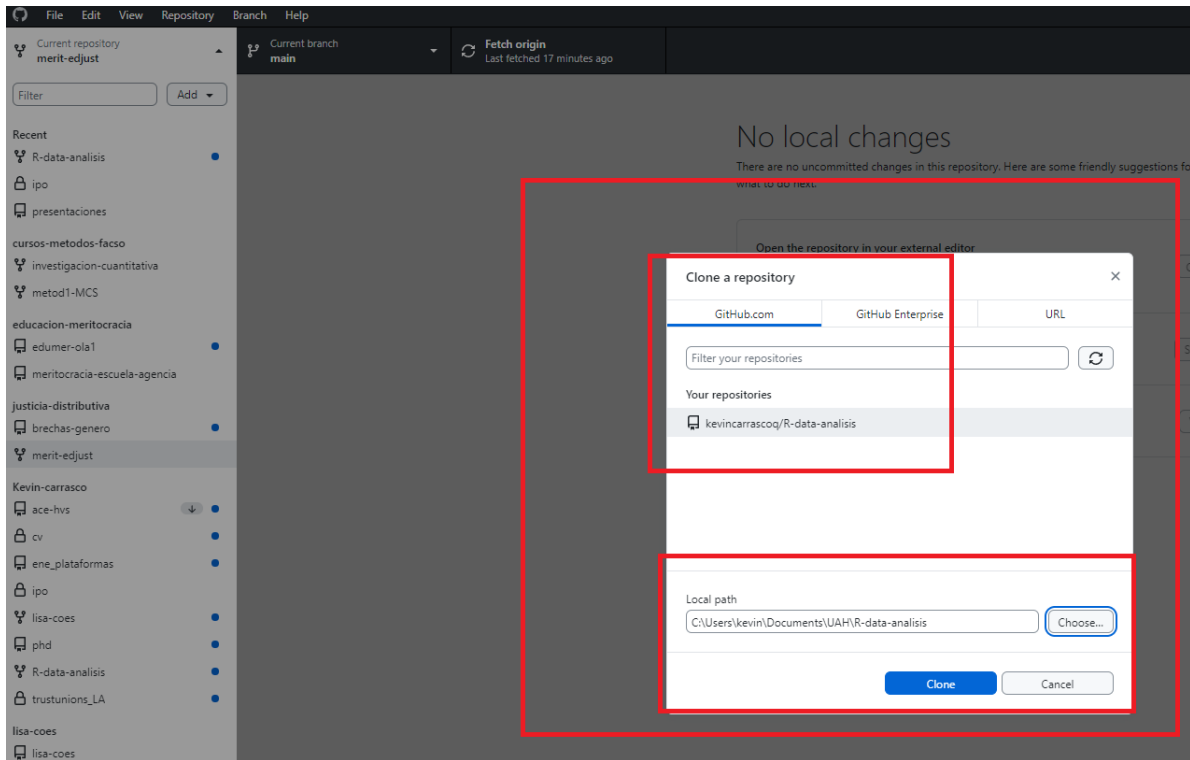 File Edit View Repository Branch Help
Current repository
merit-edjust
Current branch
main
Fetch origin
Last fetched 17 minutes ago
Filter
Add
Recent
R-data-analisis
ipo
presentaciones
cursos-metodos-facso
investigacion-cuantitativa
metod1-MCS
educacion-meritocracia
edumer-ola1
meritocracia-escuela-agencia
justicia-distributiva
brechas-genero
merit-edjust
Kevin-carrasco
ace-hvs
cv
ene_plataformas
ipo
lisa-coes
phd
R-data-analisis
trustunions_LA
lisa-coes
lisa-coes
No local changes
There are no uncommitted changes in this repository. Here are some friendly suggestions fo
what to do next.
Open the repository in your external editor
Clone a repository
GitHub.com GitHub Enterprise URL
Filter your repositories
Your repositories
kevincarrascoq/R-data-analisis
Local path
C:\Users\kevin\Documents\UAH\R-data-analisis
Choose...
Clone Cancel